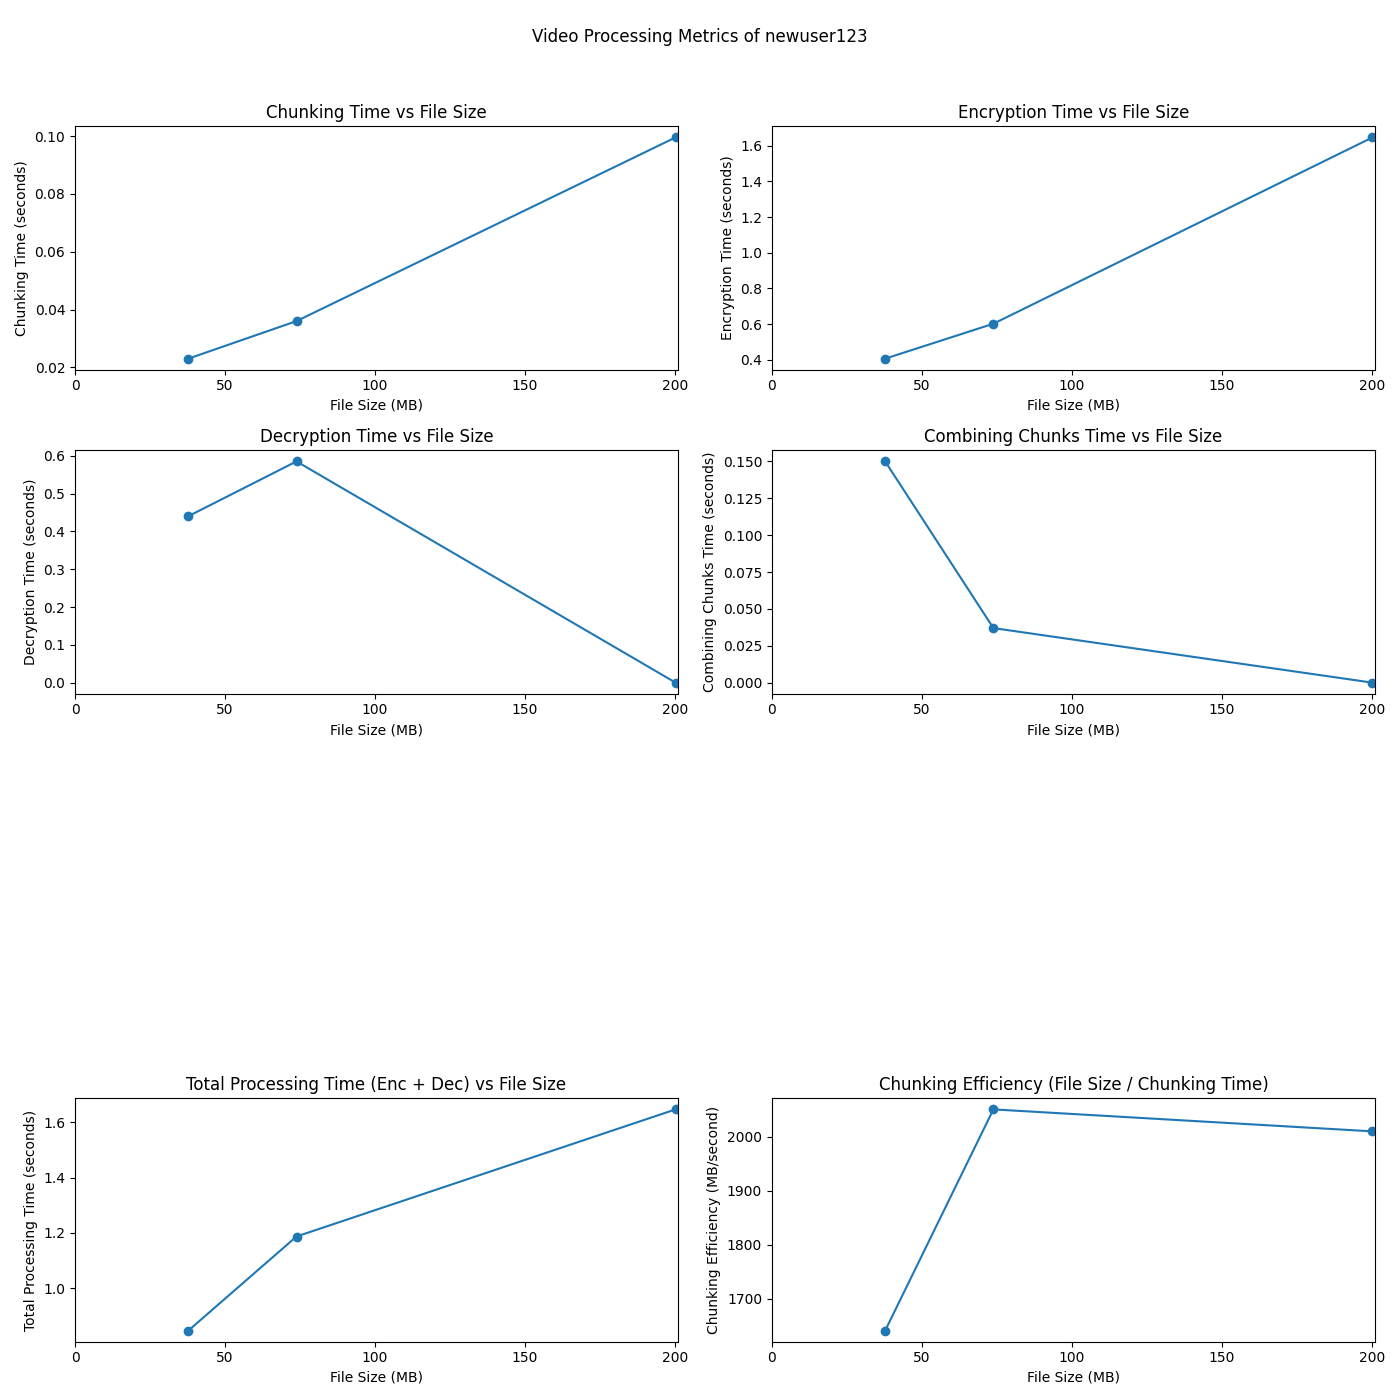 Video Processing Metrics of newuser123
Chunking Time vs File Size
Chunking Time (seconds)
0.10
0.08
0.06
0.04
0.02
0 50 100 150 200
File Size (MB)
Encryption Time vs File Size
Encryption Time (seconds)
1.6
1.4
1.2
1.0
0.8
0.6
0.4
0 50 100 150 200
File Size (MB)
Decryption Time vs File Size
Decryption Time (seconds)
0.6
0.5
0.4
0.3
0.2
0.1
0.0
0 50 100 150 200
File Size (MB)
Combining Chunks Time vs File Size
Combining Chunks Time (seconds)
0.150
0.125
0.100
0.075
0.050
0.025
0.000
0 50 100 150 200
File Size (MB)
Total Processing Time (Enc + Dec) vs File Size
Total Processing Time (seconds)
1.6
1.4
1.2
1.0
0 50 100 150 200
File Size (MB)
Chunking Efficiency (File Size / Chunking Time)
Chunking Efficiency (MB/second)
2000
1900
1800
1700
0 50 100 150 200
File Size (MB)